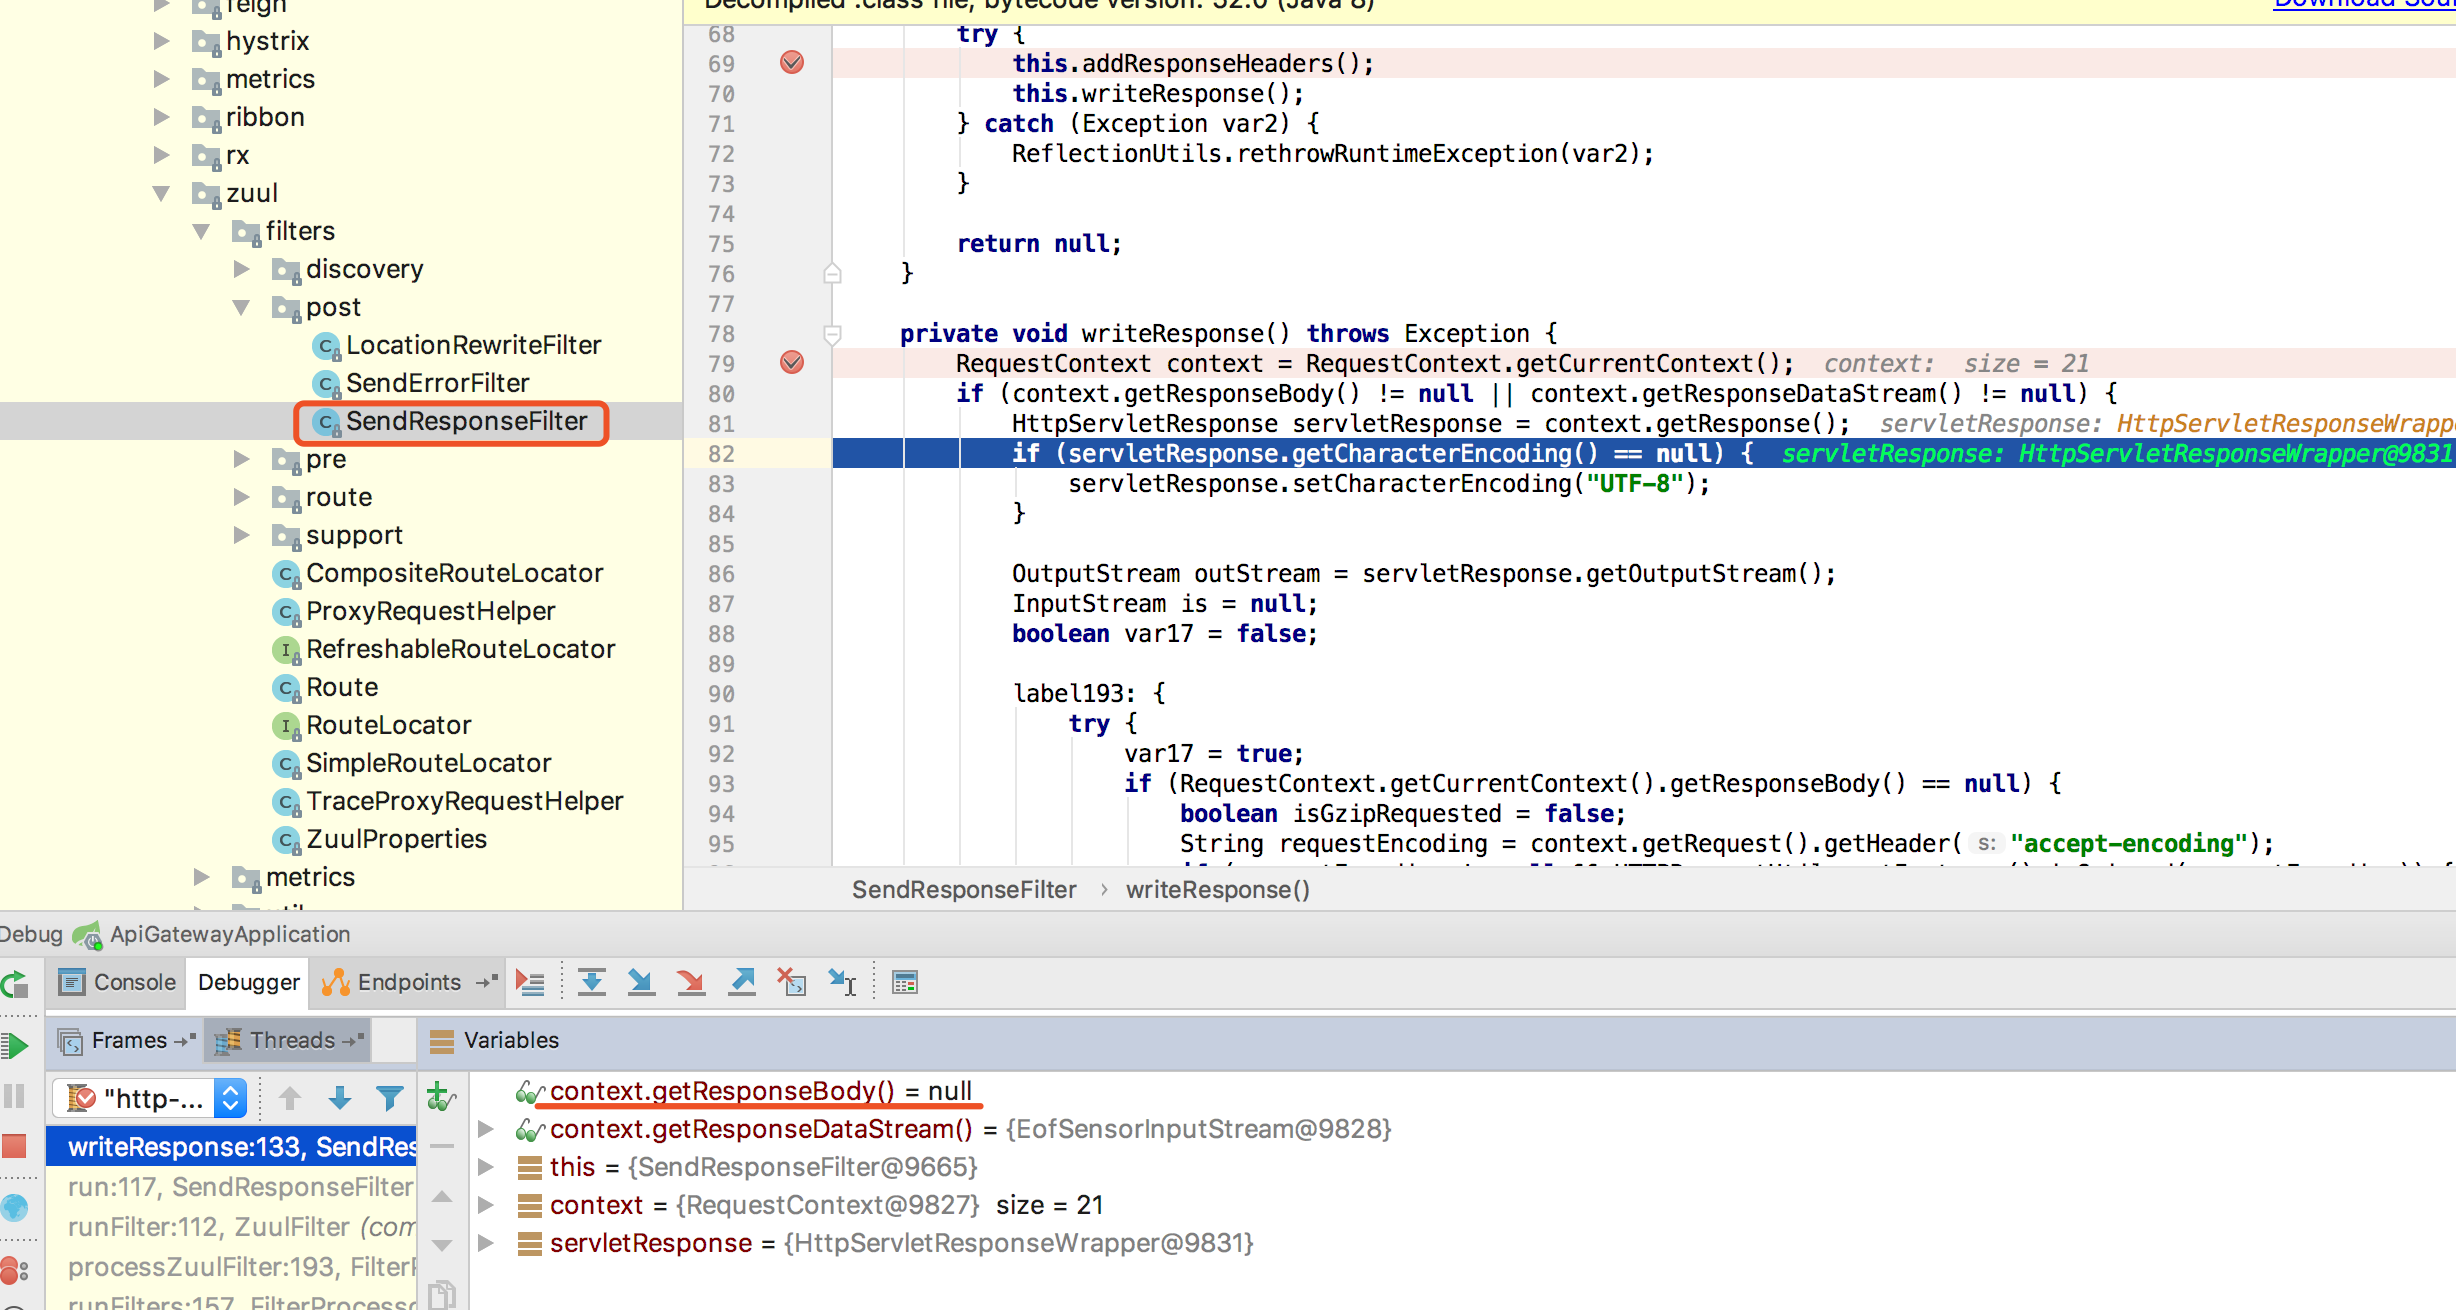 feign
hystrix
metrics
ribbon
rx
zuul
filters
discovery
post
LocationRewriteFilter
SendErrorFilter
SendResponseFilter
pre
route
support
CompositeRouteLocator
ProxyRequestHelper
RefreshableRouteLocator
Route
RouteLocator
SimpleRouteLocator
TraceProxyRequestHelper
ZuulProperties
metrics
Decompiled .class file, bytecode version: 52.0 (Java 8)
68 try {
69 this.addResponseHeaders();
70 this.writeResponse();
71 } catch (Exception var2) {
72 ReflectionUtils.rethrowRuntimeException(var2);
73 }
74
75 return null;
76 }
77
78 private void writeResponse() throws Exception {
79 RequestContext context = RequestContext.getCurrentContext(); context: size = 21
80 if (context.getResponseBody() != null || context.getResponseDataStream() != null) {
81 HttpServletResponse servletResponse = context.getResponse(); servletResponse: HttpServletResponseWrapp
82 if (servletResponse.getCharacterEncoding() == null) { servletResponse: HttpServletResponseWrapper@9831
83 servletResponse.setCharacterEncoding("UTF-8");
84 }
85
86 OutputStream outStream = servletResponse.getOutputStream();
87 InputStream is = null;
88 boolean var17 = false;
89
90 label193: {
91 try {
92 var17 = true;
93 if (RequestContext.getCurrentContext().getResponseBody() == null) {
94 boolean isGzipRequested = false;
95 String requestEncoding = context.getRequest().getHeader( s: "accept-encoding");
SendResponseFilter › writeResponse()
Debug ApiGatewayApplication
Console Debugger Endpoints
Frames Threads Variables
"http-...
writeResponse:133, SendRes
run:117, SendResponseFilter
runFilter:112, ZuulFilter (com
processZuulFilter:193, FilterP
runFilters:157, FilterProcess
context.getResponseBody() = null
context.getResponseDataStream() = {EofSensorInputStream@9828}
this = {SendResponseFilter@9665}
context = {RequestContext@9827} size = 21
servletResponse = {HttpServletResponseWrapper@9831}